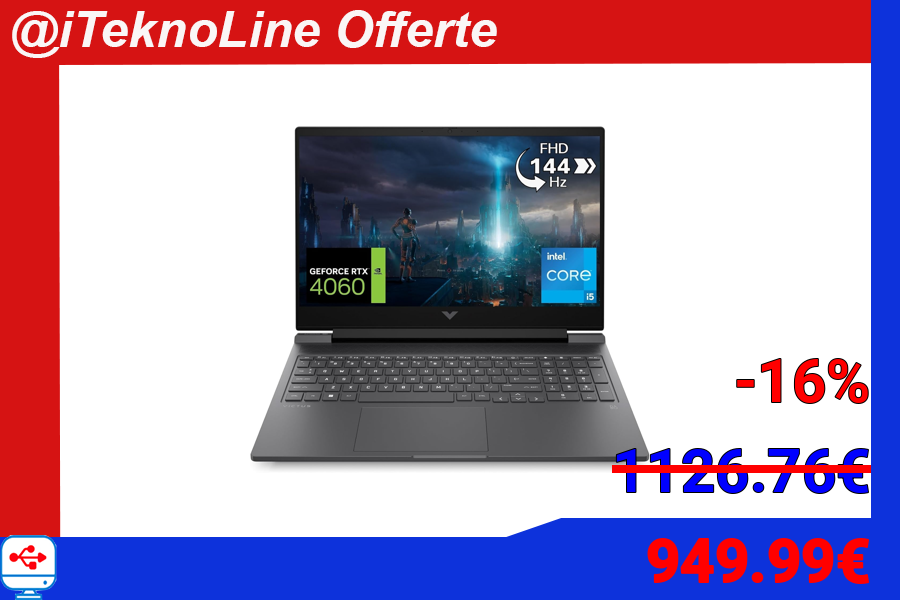 @iTeknoLine Offerte
FHD
144
Hz
GEFORCE RTX
4060
intel.
CORE
i5
-16%
1126.76€
949.99€